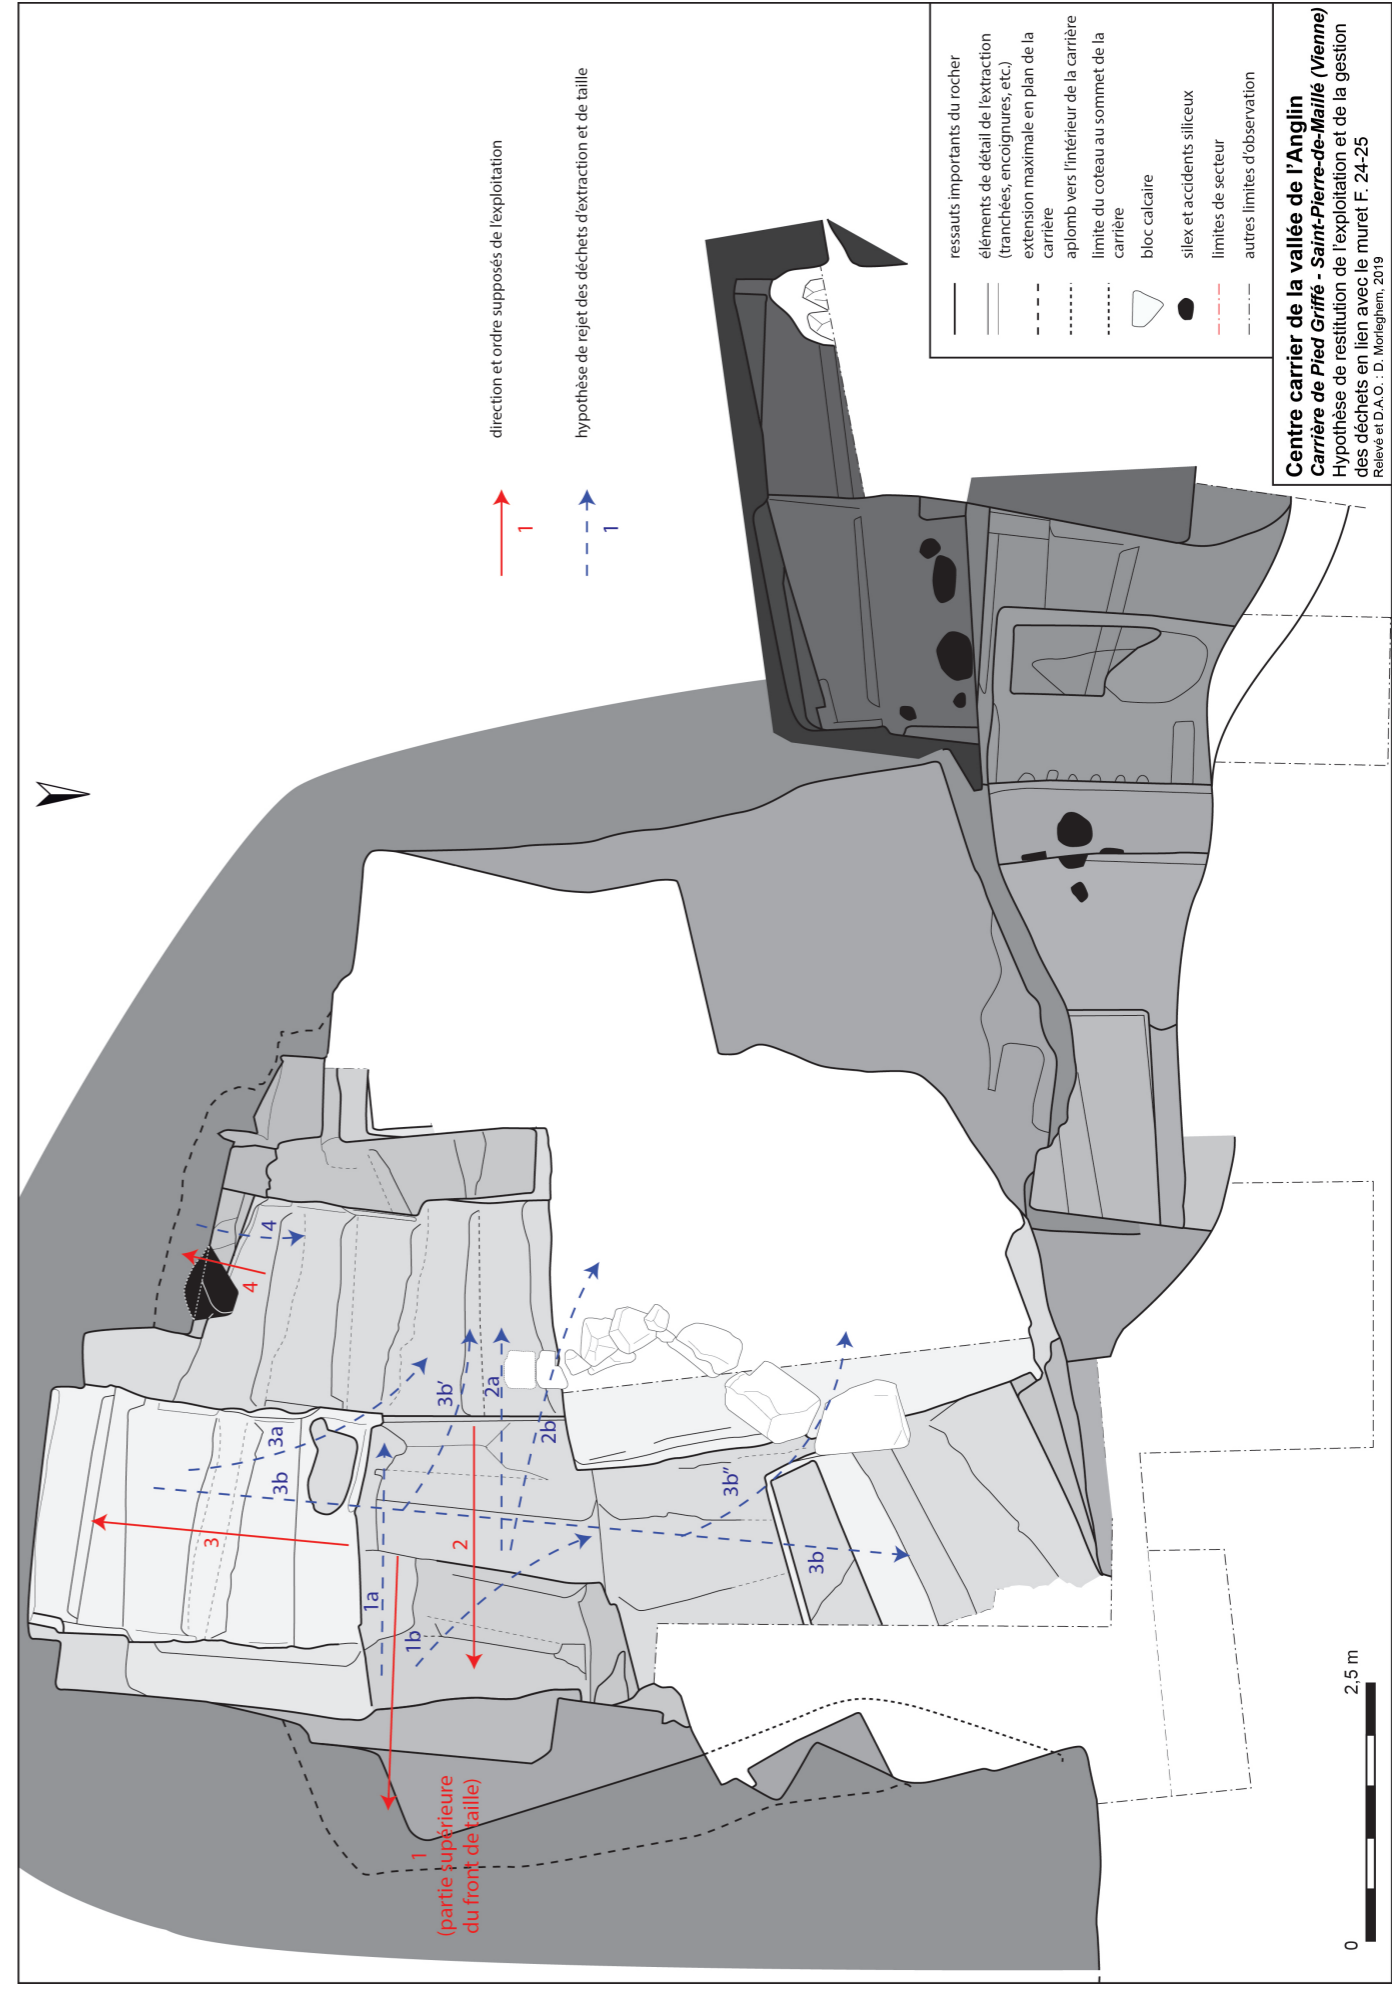 direction et ordre supposés de l'exploitation
1
hypothèse de rejet des déchets d'extraction et de taille
1
ressauts importants du rocher
éléments de détail de l'extraction
(tranchées, encoignures, etc.)
extension maximale en plan de la
carrière
aplomb vers l'intérieur de la carrière
limite du coteau au sommet de la
carrière
bloc calcaire
silex et accidents siliceux
limites de secteur
autres limites d'observation
Centre carrier de la vallée de l'Anglin
Carrière de Pied Griffé - Saint-Pierre-de-Maillé (Vienne)
Hypothèse de restitution de l'exploitation et de la gestion
des déchets en lien avec le muret F. 24-25
Relevé et D.A.O. : D. Morleghem, 2019
4
4
3a
3b
3
3b'
2a
2b
2
1a
1b
3b''
3b
1
(partie supérieure
du front de taille)
0
2,5 m